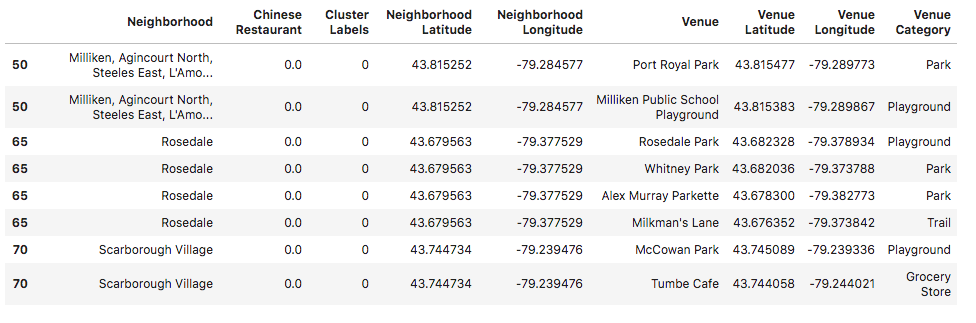 Neighborhood Chinese Restaurant Cluster Labels Neighborhood Latitude Neighborhood Longitude Venue Venue Latitude Venue Longitude Venue Category
50 Milliken, Agincourt North, Steeles East, L'Amo... 0.0 0 43.815252 -79.284577 Port Royal Park 43.815477 -79.289773 Park
50 Milliken, Agincourt North, Steeles East, L'Amo... 0.0 0 43.815252 -79.284577 Milliken Public School Playground 43.815383 -79.289867 Playground
65 Rosedale 0.0 0 43.679563 -79.377529 Rosedale Park 43.682328 -79.378934 Playground
65 Rosedale 0.0 0 43.679563 -79.377529 Whitney Park 43.682036 -79.373788 Park
65 Rosedale 0.0 0 43.679563 -79.377529 Alex Murray Parkette 43.678300 -79.382773 Park
65 Rosedale 0.0 0 43.679563 -79.377529 Milkman's Lane 43.676352 -79.373842 Trail
70 Scarborough Village 0.0 0 43.744734 -79.239476 McCowan Park 43.745089 -79.239336 Playground
70 Scarborough Village 0.0 0 43.744734 -79.239476 Tumbe Cafe 43.744058 -79.244021 Grocery Store